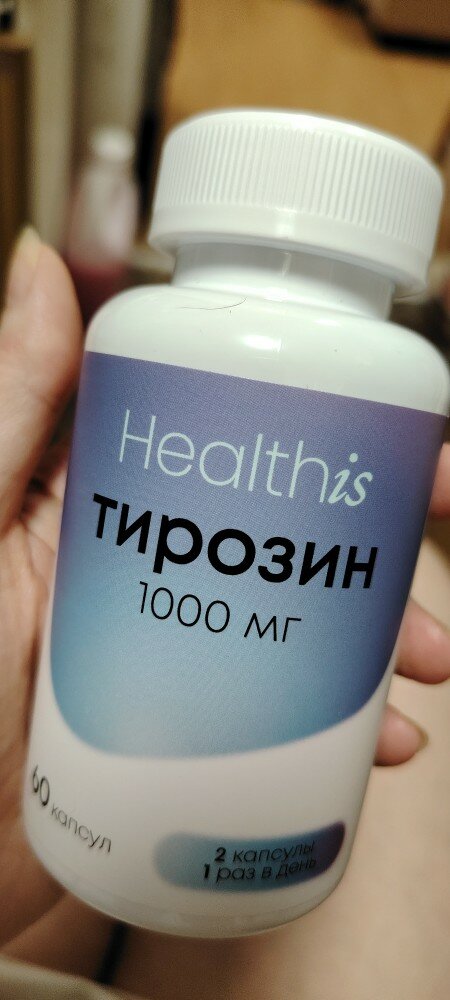 Healthis
тирозин
1000 мг
60 капсул
2 капсулы
1 раз в день